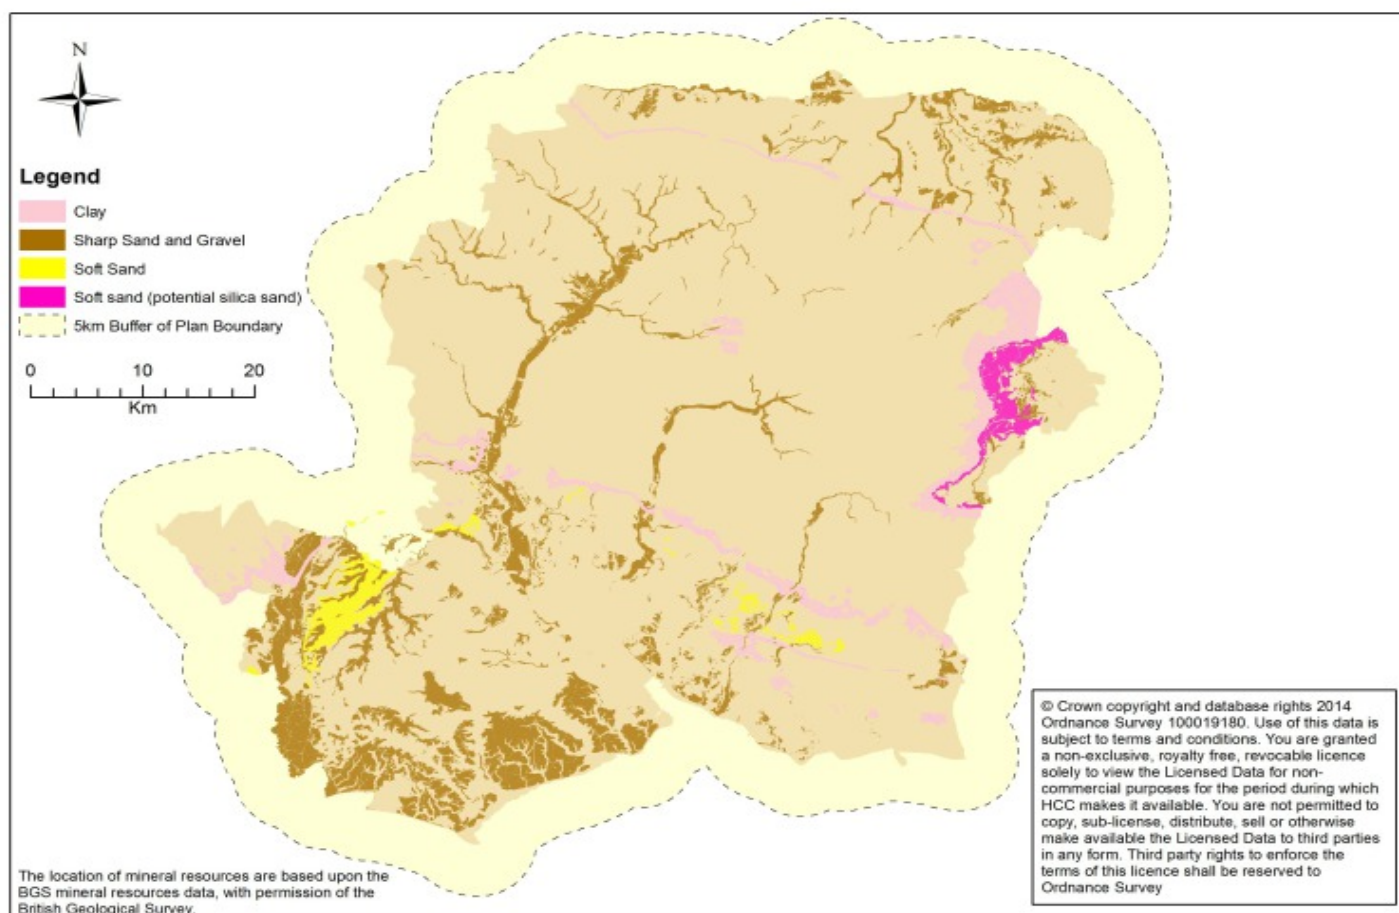 N
Legend
Clay
Sharp Sand and Gravel
Soft Sand
Soft sand (potential silica sand)
5km Buffer of Plan Boundary
0 10 20
Km
© Crown copyright and database rights 2014
Ordnance Survey 100019180. Use of this data is
subject to terms and conditions. You are granted
a non-exclusive, royalty free, revocable licence
solely to view the Licensed Data for non-
commercial purposes for the period during which
HCC makes it available. You are not permitted to
copy, sub-license, distribute, sell or otherwise
make available the Licensed Data to third parties
in any form. Third party rights to enforce the
terms of this licence shall be reserved to
Ordnance Survey
The location of mineral resources are based upon the
BGS mineral resources data, with permission of the
British Geological Survey.